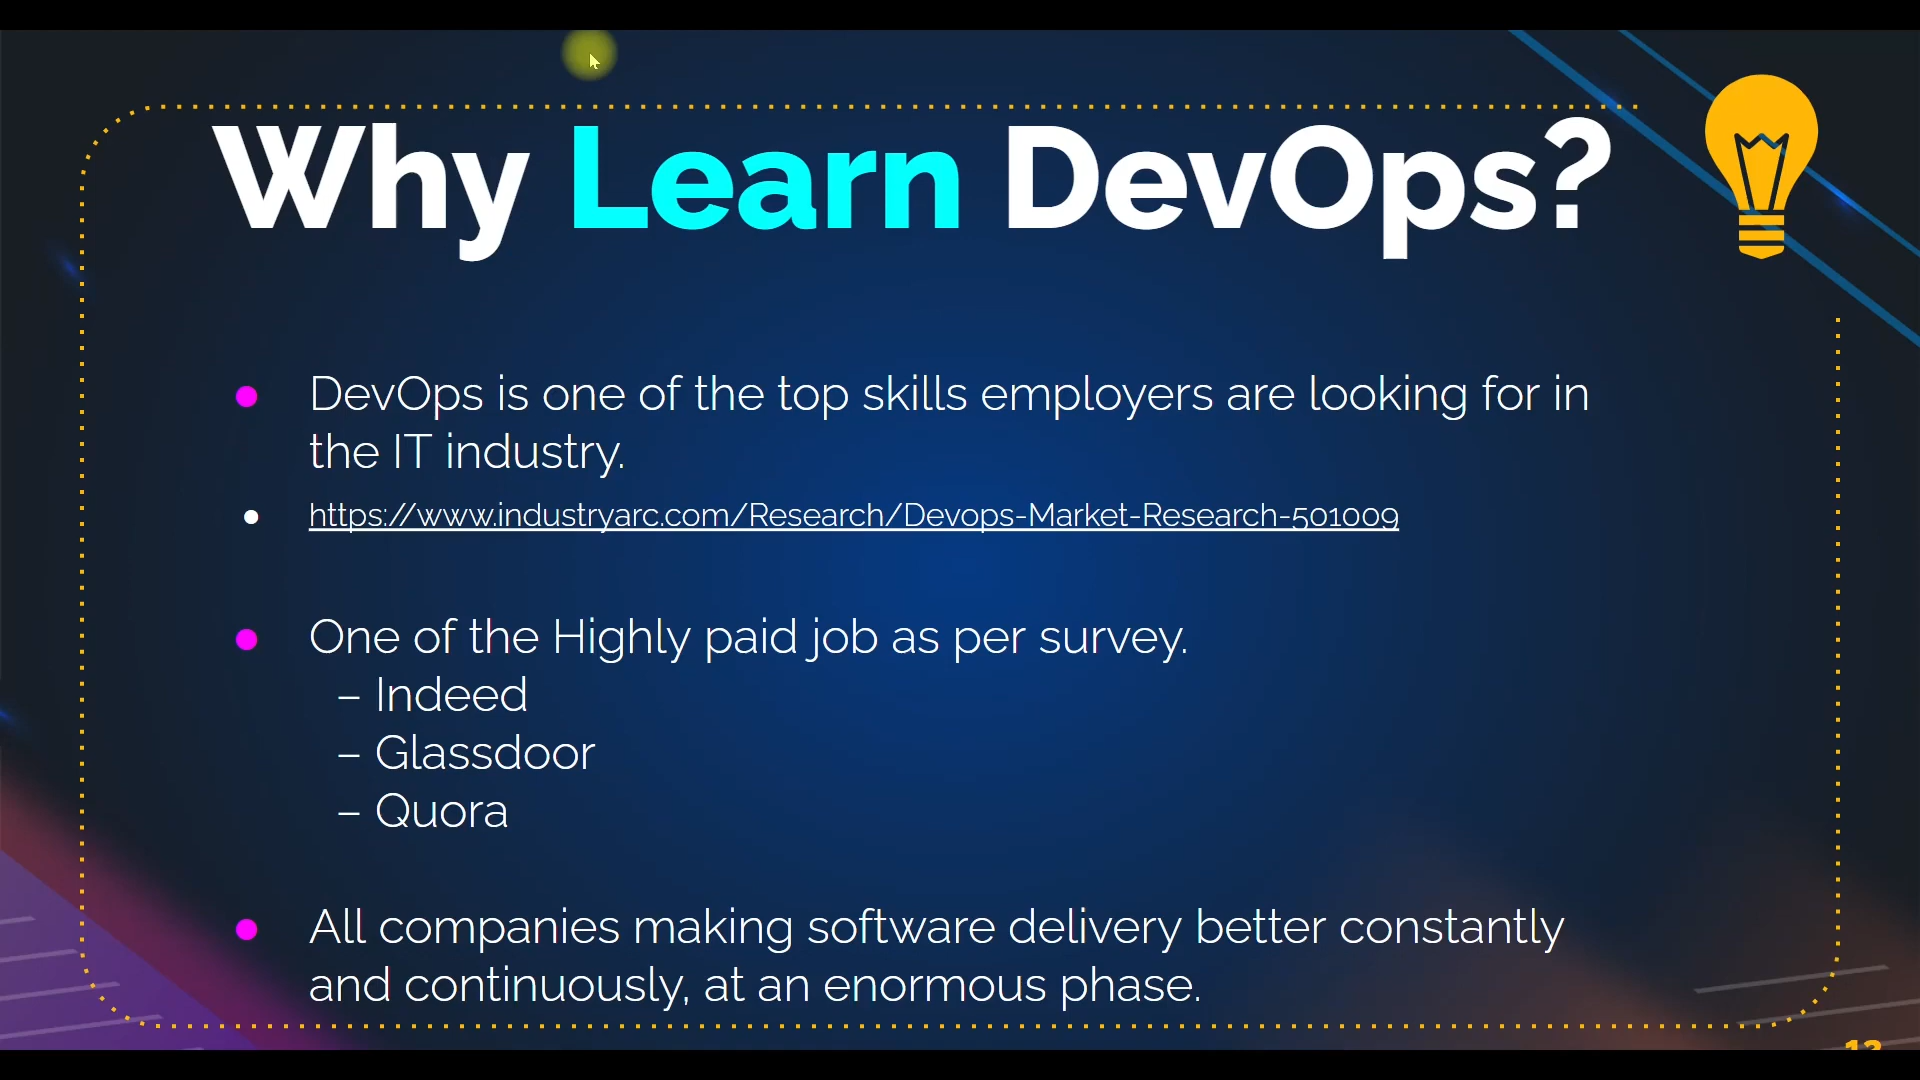 Why Learn DevOps?
● DevOps is one of the top skills employers are looking for in
the IT industry.
● https://www.industryarc.com/Research/Devops-Market-Research-501009
● One of the Highly paid job as per survey.
– Indeed
– Glassdoor
– Quora
● All companies making software delivery better constantly
and continuously, at an enormous phase.